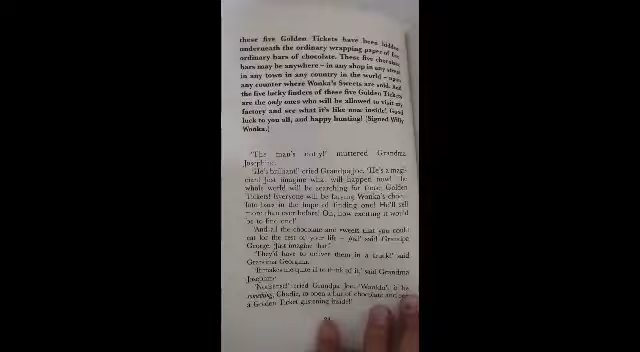 these five Golden Tickets have been hidden
underneath the ordinary wrapping paper of five
ordinary bars of chocolate. These five chocolate
bars may be anywhere – in any shop in any street
in any town in any country in the world – upon
any counter where Wonka's Sweets are sold. And
the five lucky finders of these five Golden Tickets
are the only ones who will be allowed to visit my
factory and see what it's like now inside! Good
luck to you all, and happy hunting! (Signed Willy
Wonka.)
'The man's dotty!' muttered Grandma
Josephine.
'He's brilliant!' cried Grandpa Joe. 'He's a magi-
cian! Just imagine what will happen now! The
whole world will be searching for those Golden
Tickets! Everyone will be buying Wonka's choco-
late bars in the hope of finding one! He'll sell
more than ever before! Oh, how exciting it would
be to find one!'
'And all the chocolate and sweets that you could
eat for the rest of your life – free!' said Grandpa
George. 'Just imagine that!'
'They'd have to deliver them in a truck!' said
Grandma Georgina.
'It makes me quite ill to think of it,' said Grandma
Josephine.
'Nonsense!' cried Grandpa Joe. 'Wouldn't it be
something, Charlie, to open a bar of chocolate and see
a Golden Ticket glistening inside!'